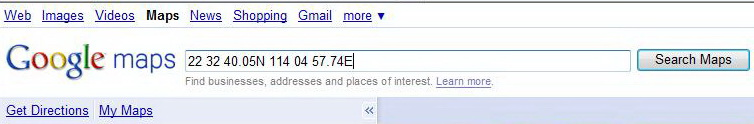 Web Images Videos Maps News Shopping Gmail more ▼
Google maps 22 32 40.05N 114 04 57.74E Search Maps
Find businesses, addresses and places of interest. Learn more.
Get Directions My Maps «